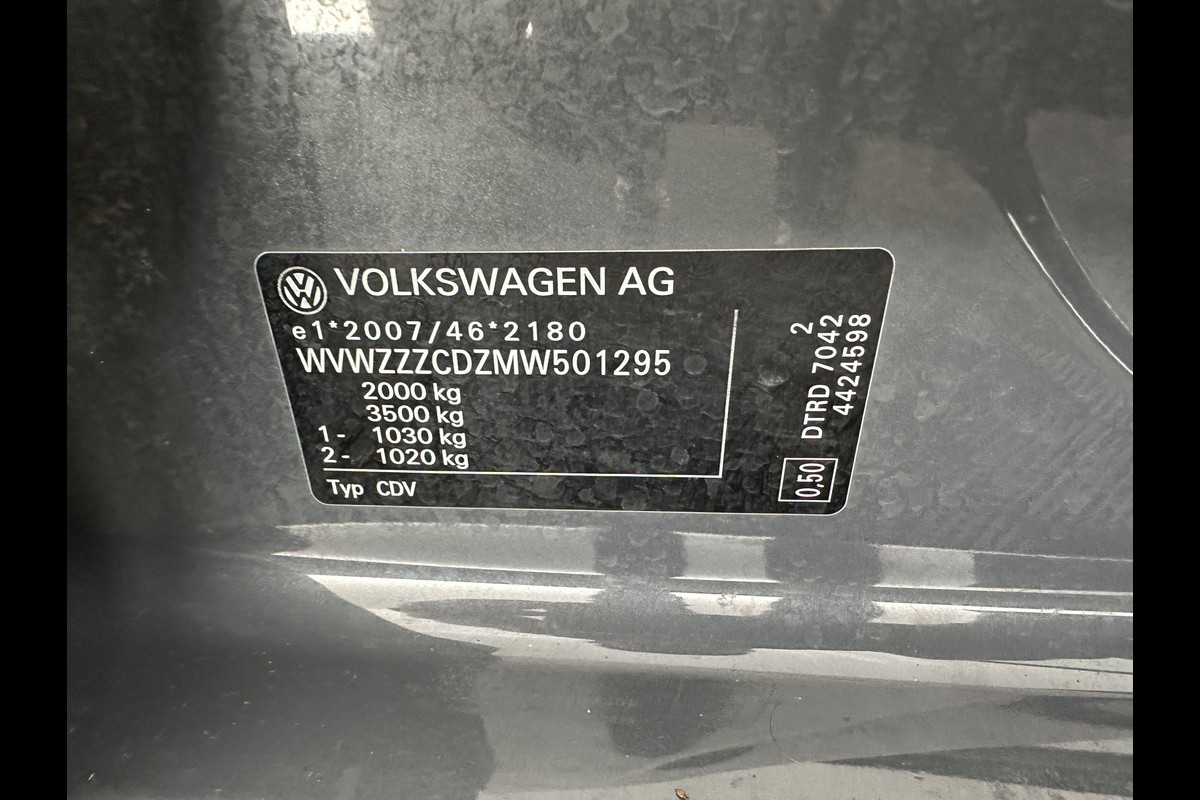 VOLKSWAGEN AG
e1*2007/46*2180
WVWZZZCDZMW501295
2000 kg
3500 kg
1- 1030 kg
2- 1020 kg
Typ CDV
2
DTRD 7042
4424598
0,50